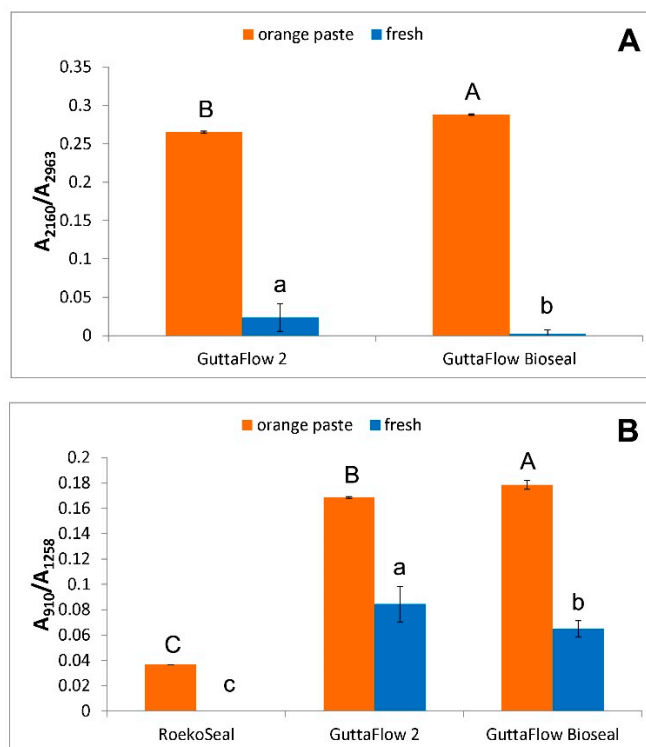 orange paste fresh A
A2160/A2963
0.35
0.3
0.25
0.2
0.15
0.1
0.05
0
B
a
A
b
GuttaFlow 2 GuttaFlow Bioseal
orange paste fresh B
A910/A1258
0.2
0.18
0.16
0.14
0.12
0.1
0.08
0.06
0.04
0.02
0
C
c
B
a
A
b
RoekoSeal GuttaFlow 2 GuttaFlow Bioseal